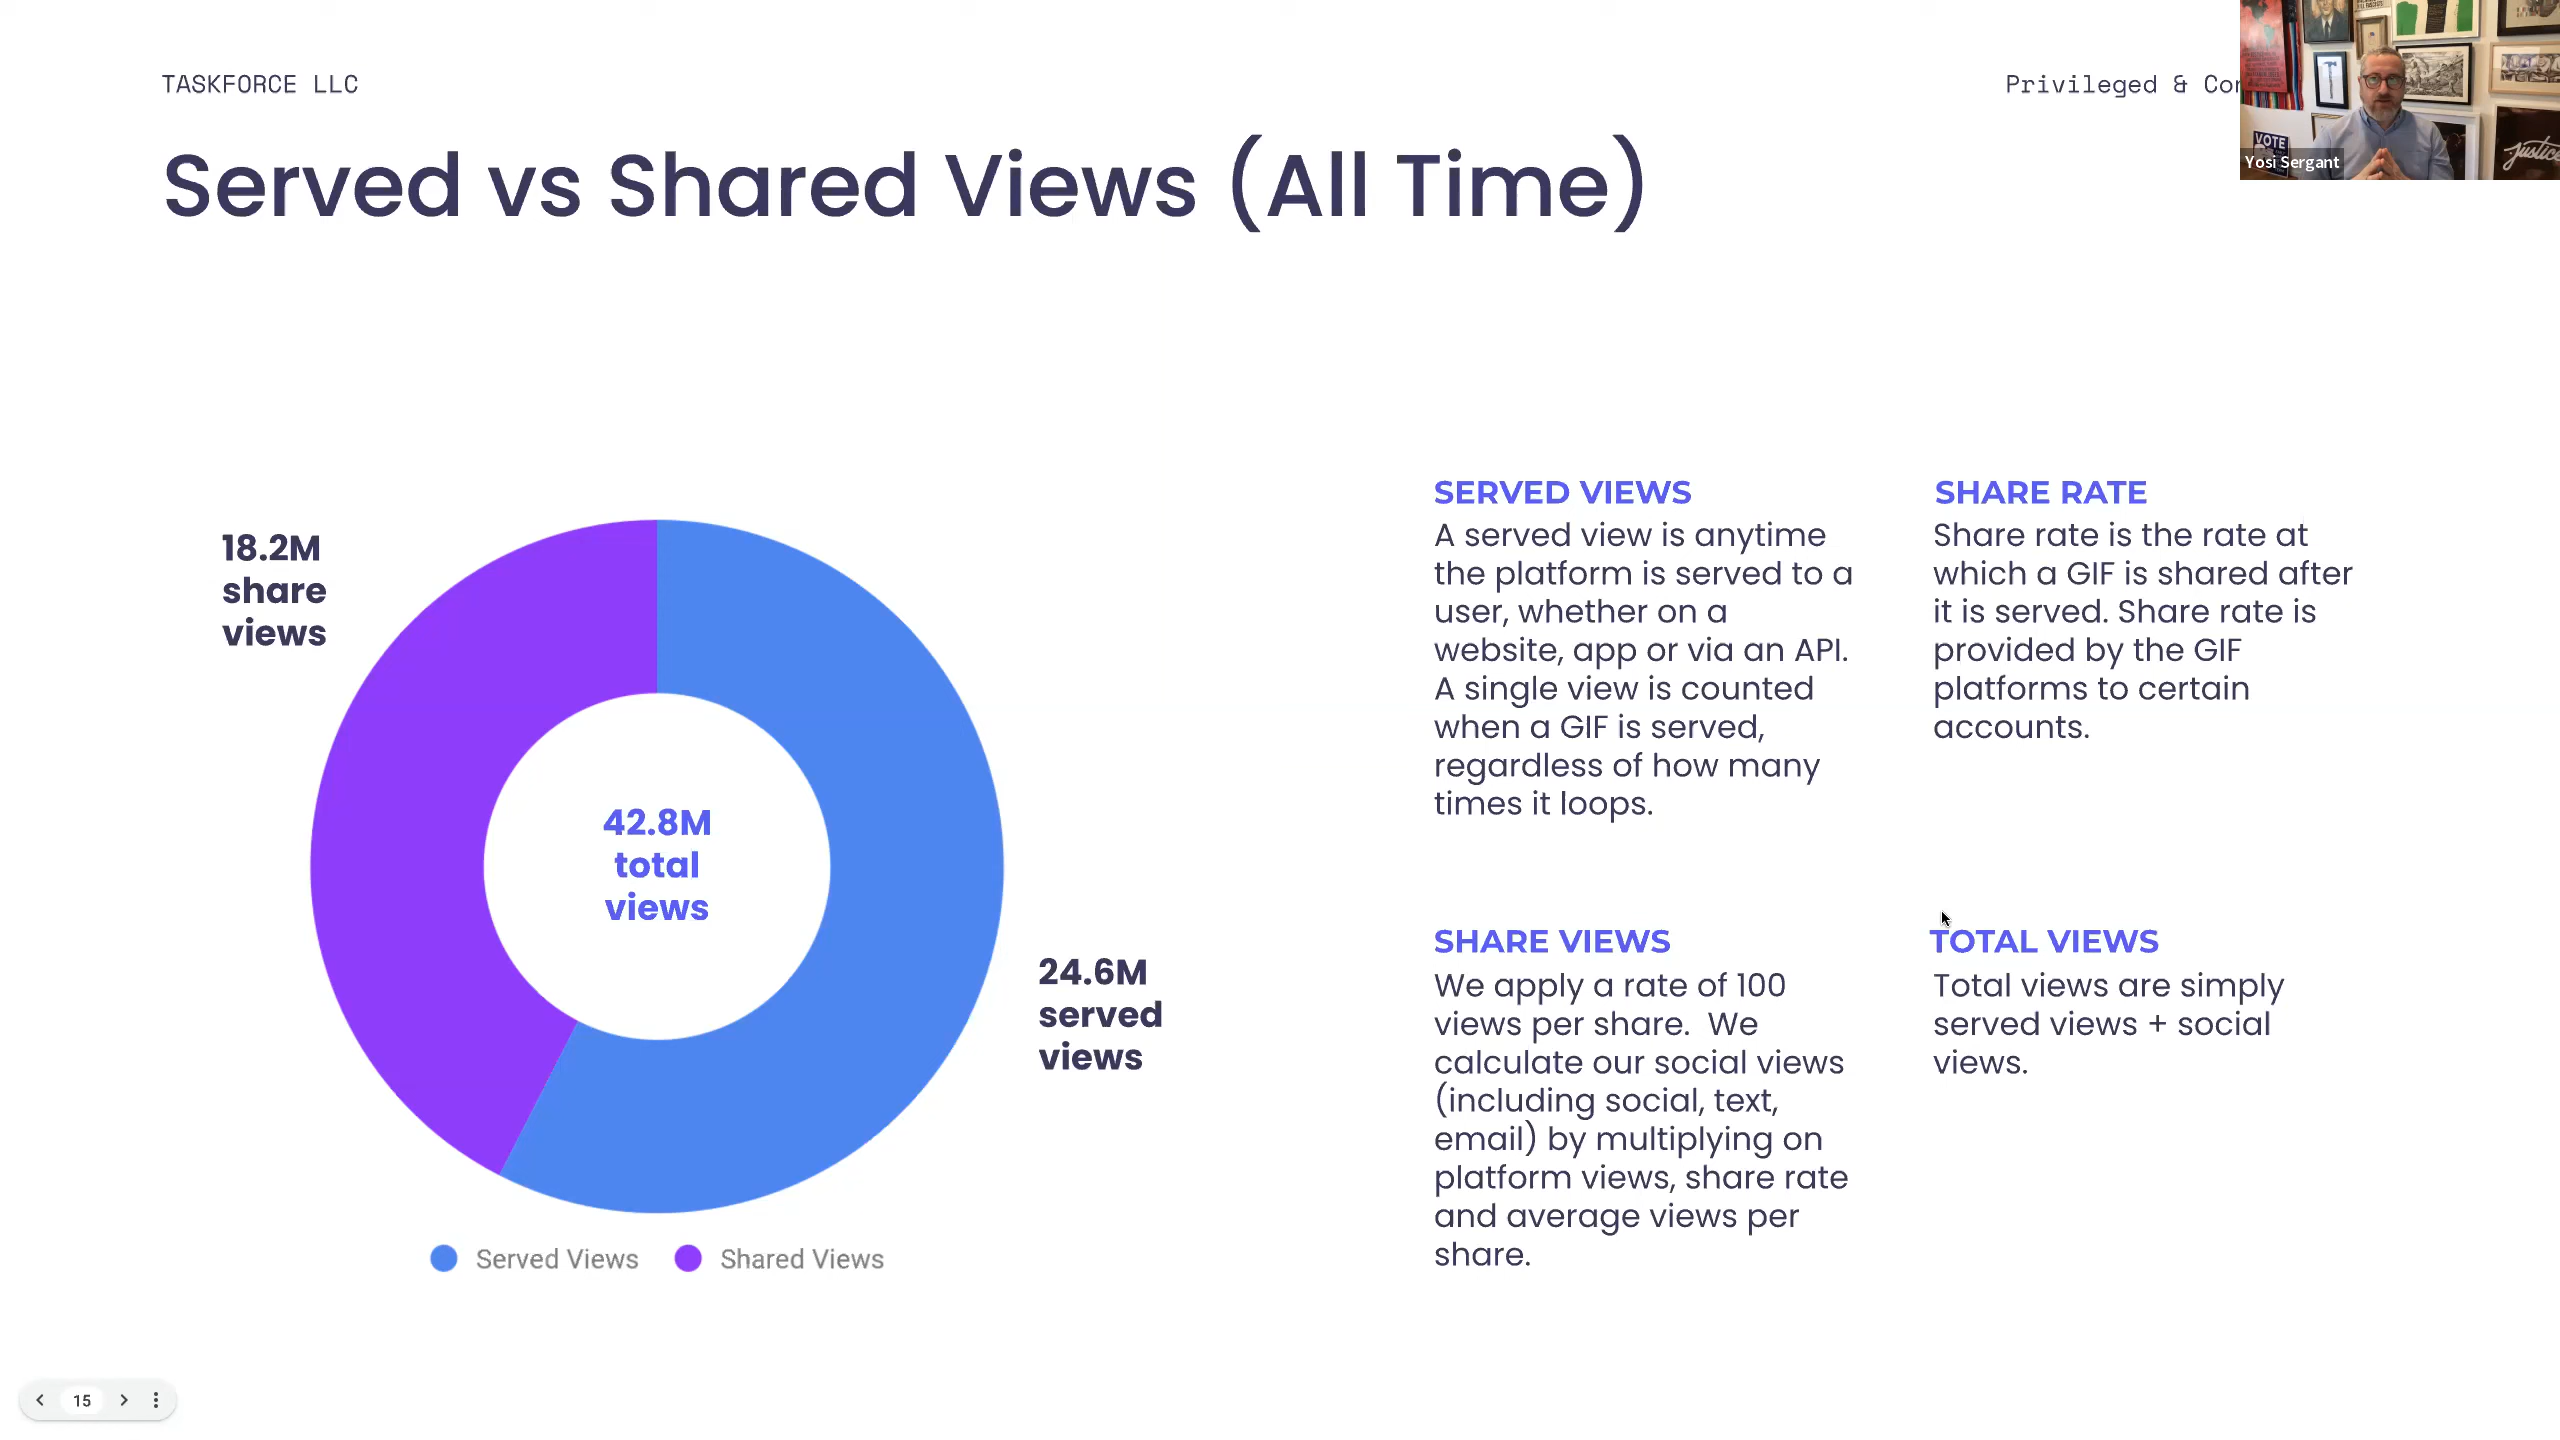 TASKFORCE LLC
Privileged &
Served vs Shared Views (All Time)
VOTE
justice
Yosi Sergant
18.2M
share
views
42.8M
total
views
24.6M
served
views
Served Views
Shared Views
SERVED VIEWS
A served view is anytime
the platform is served to a
user, whether on a
website, app or via an API.
A single view is counted
when a GIF is served,
regardless of how many
times it loops.
SHARE RATE
Share rate is the rate at
which a GIF is shared after
it is served. Share rate is
provided by the GIF
platforms to certain
accounts.
SHARE VIEWS
We apply a rate of 100
views per share.  We
calculate our social views
(including social, text,
email) by multiplying on
platform views, share rate
and average views per
share.
TOTAL VIEWS
Total views are simply
served views + social
views.
15